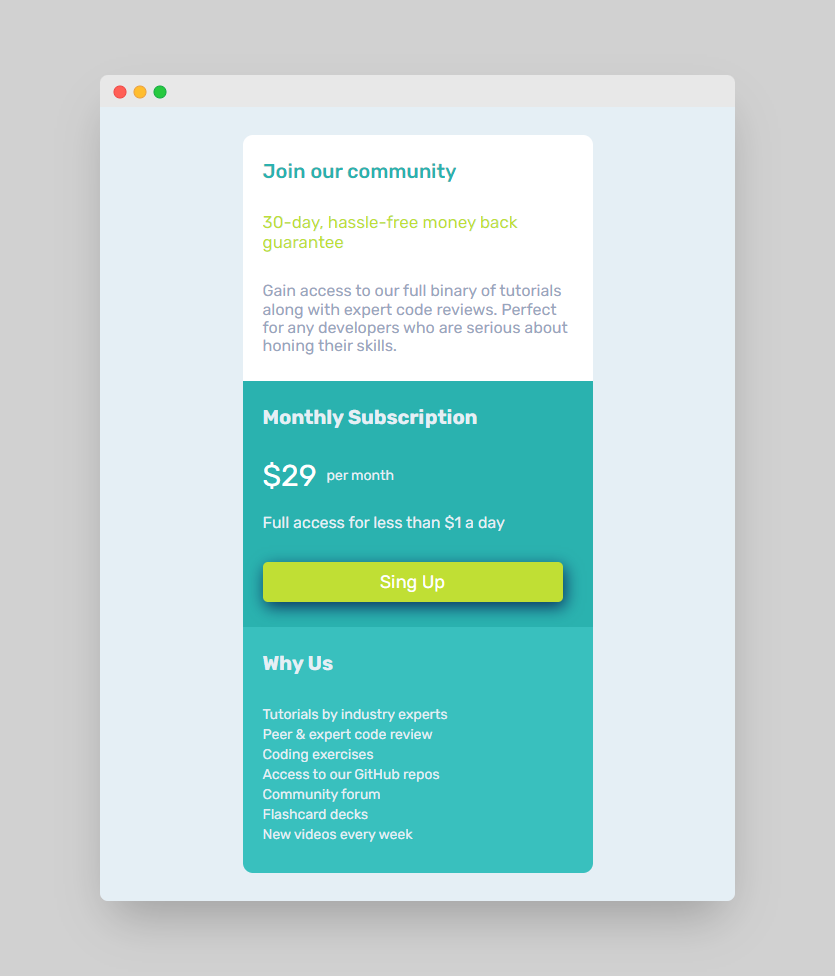 Join our community
30-day, hassle-free money back
guarantee
Gain access to our full binary of tutorials
along with expert code reviews. Perfect
for any developers who are serious about
honing their skills.
Monthly Subscription
$29 per month
Full access for less than $1 a day
Sing Up
Why Us
Tutorials by industry experts
Peer & expert code review
Coding exercises
Access to our GitHub repos
Community forum
Flashcard decks
New videos every week